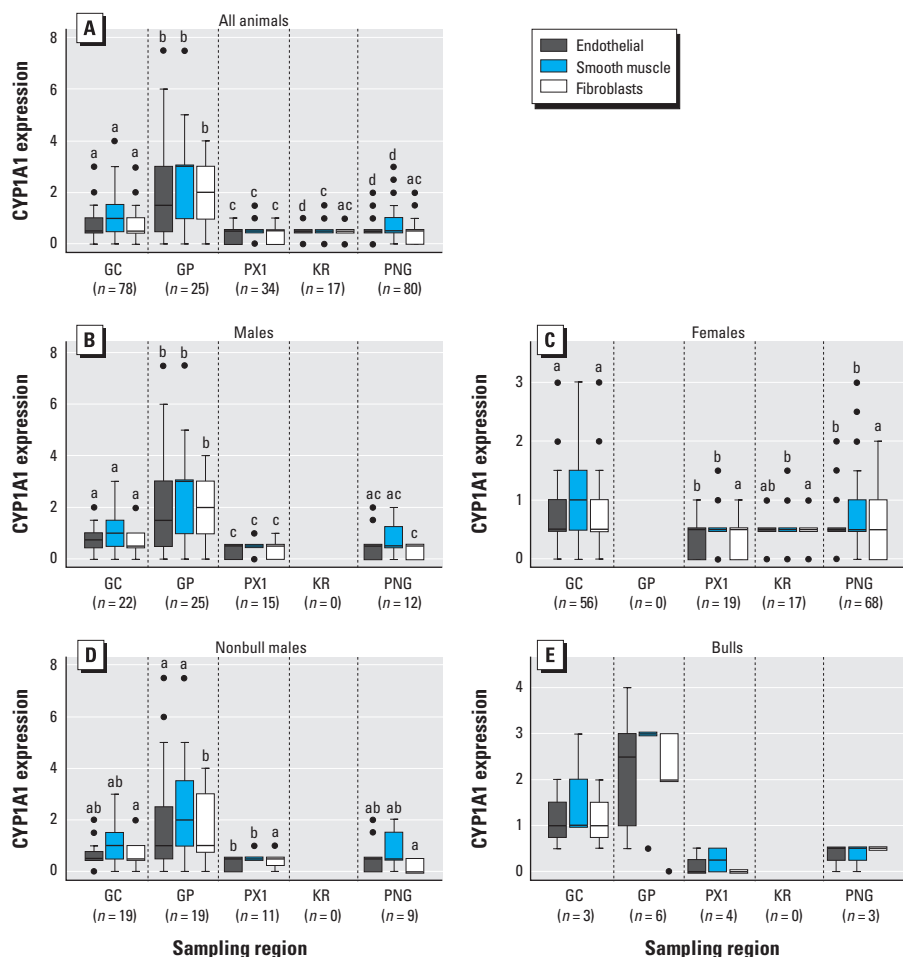 A
All animals
8
6
4
2
0
CYP1A1 expression
a a a b b b c c c d c ac d d ac
GC GP PX1 KR PNG
(n = 78) (n = 25) (n = 34) (n = 17) (n = 80)
Endothelial
Smooth muscle
Fibroblasts
B
Males
8
6
4
2
0
CYP1A1 expression
a a a b b b c c c ac ac c
GC GP PX1 KR PNG
(n = 22) (n = 25) (n = 15) (n = 0) (n = 12)
C
Females
3
2
1
0
CYP1A1 expression
a a b b a ab b a b b a
GC GP PX1 KR PNG
(n = 56) (n = 0) (n = 19) (n = 17) (n = 68)
D
Nonbull males
8
6
4
2
0
CYP1A1 expression
ab ab a a a b b b a ab ab a
GC GP PX1 KR PNG
(n = 19) (n = 19) (n = 11) (n = 0) (n = 9)
Sampling region
E
Bulls
4
3
2
1
0
CYP1A1 expression
GC GP PX1 KR PNG
(n = 3) (n = 6) (n = 4) (n = 0) (n = 3)
Sampling region